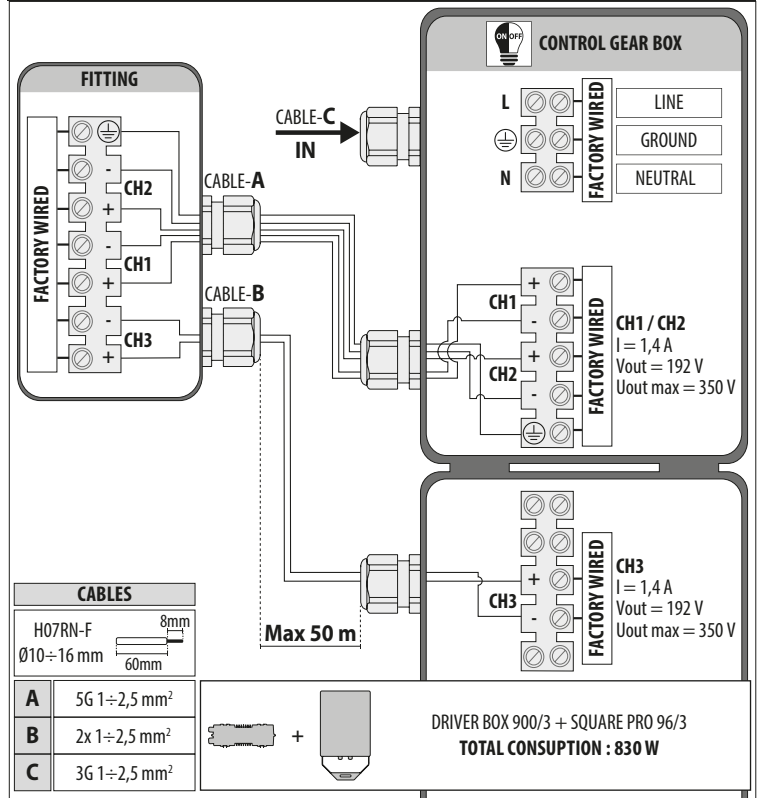 ON OFF
CONTROL GEAR BOX
FITTING
FACTORY WIRED
-
CH2
+
-
CH1
+
-
CH3
+
CABLE-A
CABLE-B
CABLE-C
IN
L
N
FACTORY WIRED
LINE
GROUND
NEUTRAL
CH1
+
-
CH2
+
-
FACTORY WIRED
CH1 / CH2
I = 1,4 A
Vout = 192 V
Uout max = 350 V
CH3
+
-
FACTORY WIRED
CH3
I = 1,4 A
Vout = 192 V
Uout max = 350 V
Max 50 m
CABLES
H07RN-F
Ø10÷16 mm
8mm
60mm
A 5G 1÷2,5 mm²
B 2x 1÷2,5 mm²
C 3G 1÷2,5 mm²
+
DRIVER BOX 900/3 + SQUARE PRO 96/3
TOTAL CONSUPTION : 830 W